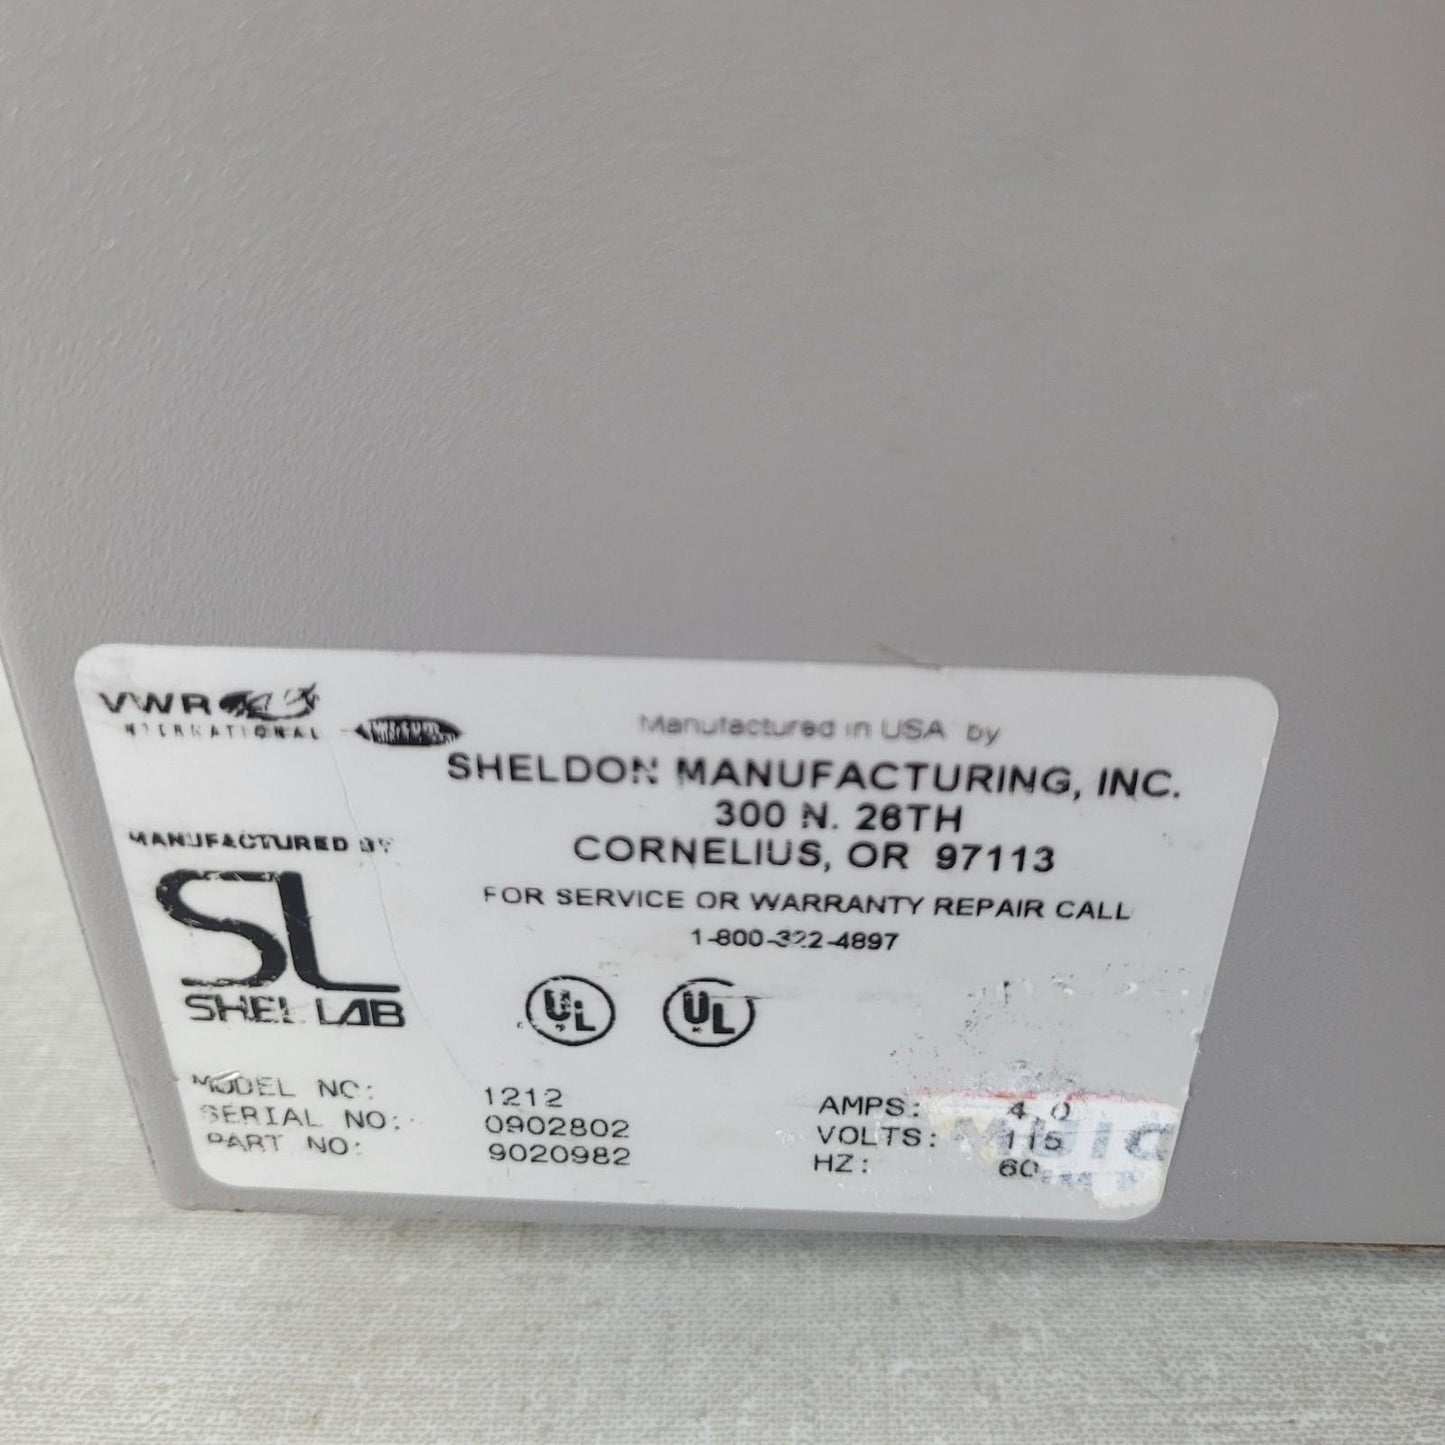 VWR
INTERNATIONAL
Manufactured in USA by
SHELDON MANUFACTURING, INC.
300 N. 26TH
CORNELIUS, OR 97113
FOR SERVICE OR WARRANTY REPAIR CALL
1-800-322-4897
MANUFACTURED BY
SL
SHEL LAB
UL UL
MODEL NO: 1212
SERIAL NO: 0902802
PART NO: 9020982
AMPS: 4.0
VOLTS: 115
HZ: 60